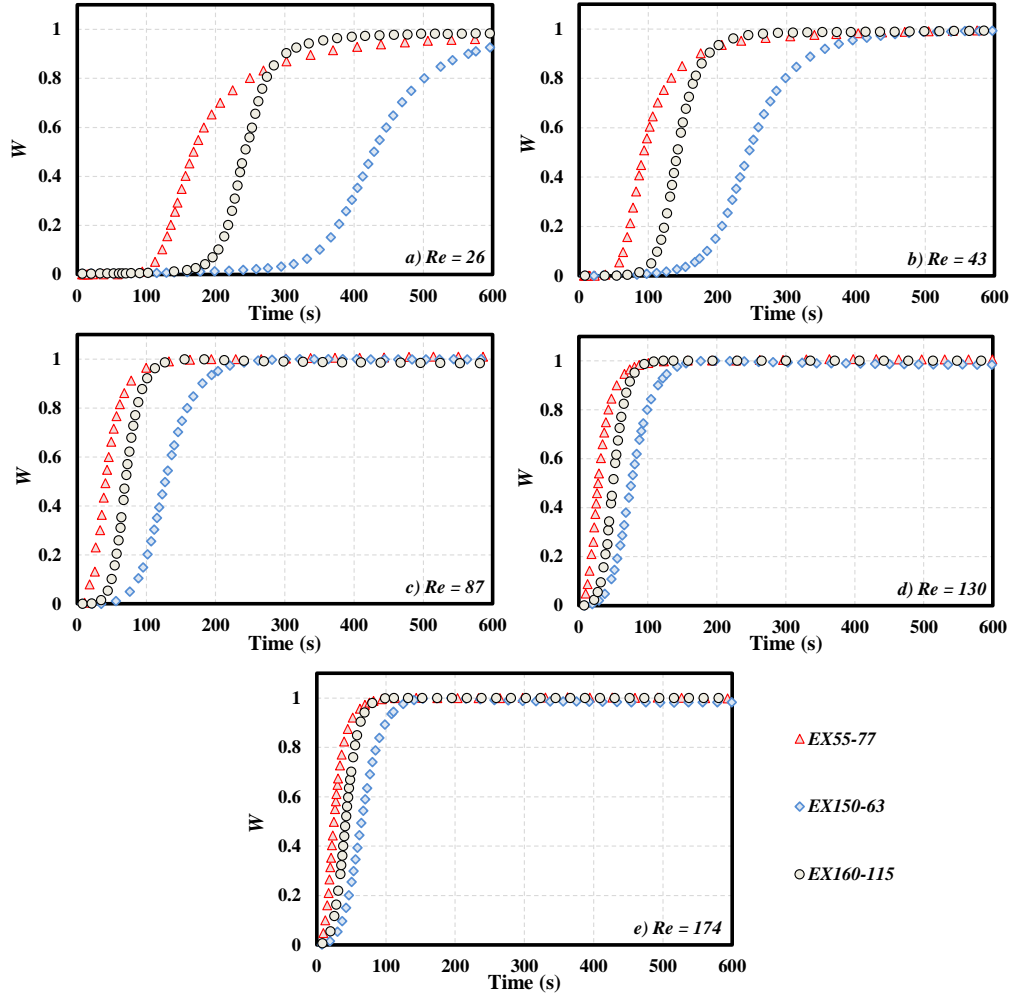 1
0.8
0.6
0.4
0.2
0
W
0 100 200 300 400 500 600
Time (s)
a) Re = 26
1
0.8
0.6
0.4
0.2
0
W
0 100 200 300 400 500 600
Time (s)
b) Re = 43
1
0.8
0.6
0.4
0.2
0
W
0 100 200 300 400 500 600
Time (s)
c) Re = 87
1
0.8
0.6
0.4
0.2
0
W
0 100 200 300 400 500 600
Time (s)
d) Re = 130
1
0.8
0.6
0.4
0.2
0
W
0 100 200 300 400 500 600
Time (s)
e) Re = 174
EX55-77
EX150-63
EX160-115